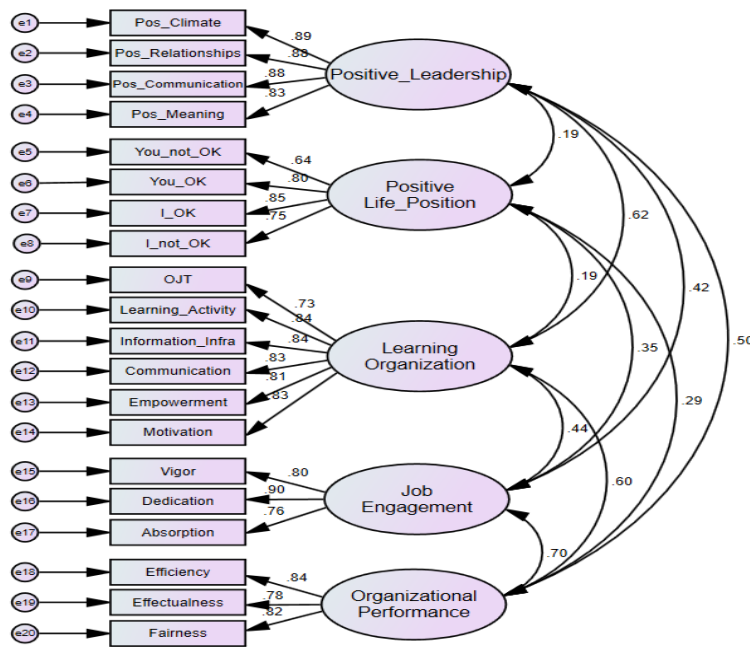 e1 Pos_Climate .89
e2 Pos_Relationships .88
e3 Pos_Communication .88
e4 Pos_Meaning .83
Positive_Leadership
.19
e5 You_not_OK .64
e6 You_OK .80
e7 I_OK .85
e8 I_not_OK .75
Positive
Life_Position
.62
.19
.42
.50
e9 OJT .73
e10 Learning_Activity .84
e11 Information_Infra .84
e12 Communication .83
e13 Empowerment .81
e14 Motivation .83
Learning
Organization
.35
.29
.44
.60
e15 Vigor .80
e16 Dedication .90
e17 Absorption .76
Job
Engagement
.70
e18 Efficiency .84
e19 Effectualness .78
e20 Fairness .82
Organizational
Performance